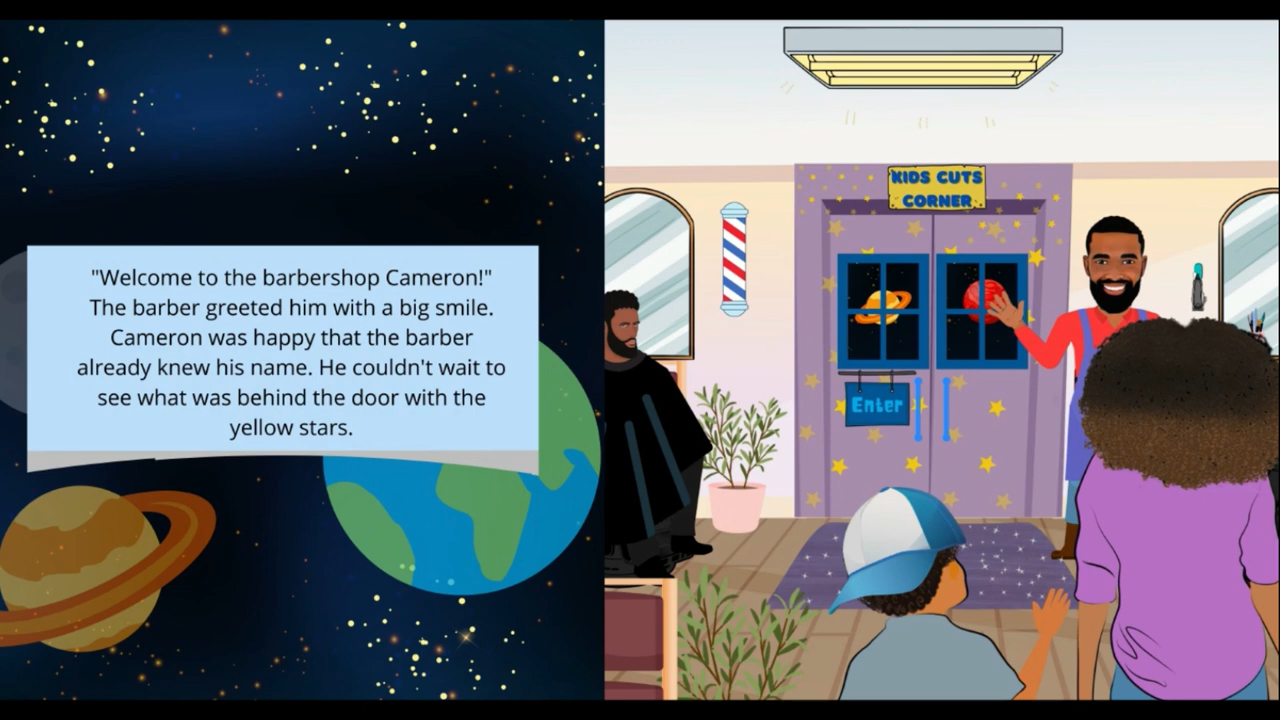 "Welcome to the barbershop Cameron!"
The barber greeted him with a big smile.
Cameron was happy that the barber
already knew his name. He couldn't wait to
see what was behind the door with the
yellow stars.
KIDS CUTS
CORNER
Enter